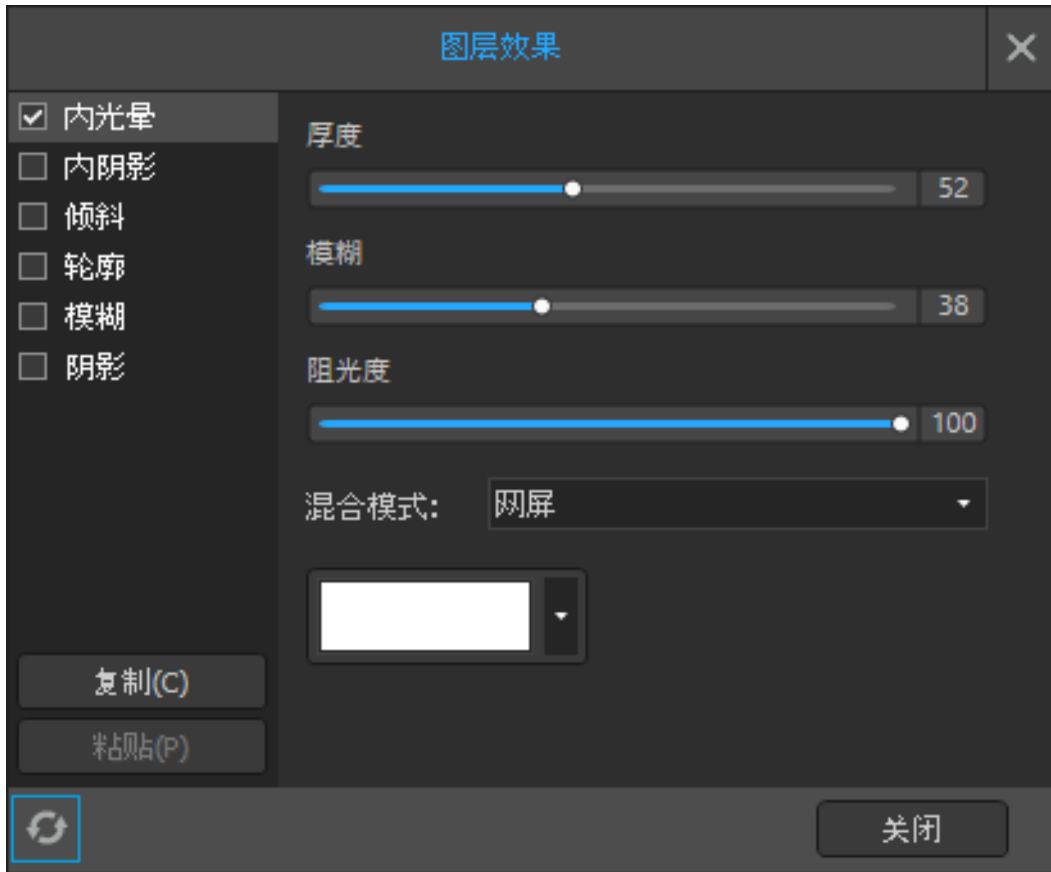 图层效果
内光晕
内阴影
倾斜
轮廓
模糊
阴影
复制(C)
粘贴(P)
厚度
52
模糊
38
阻光度
100
混合模式: 网屏
关闭